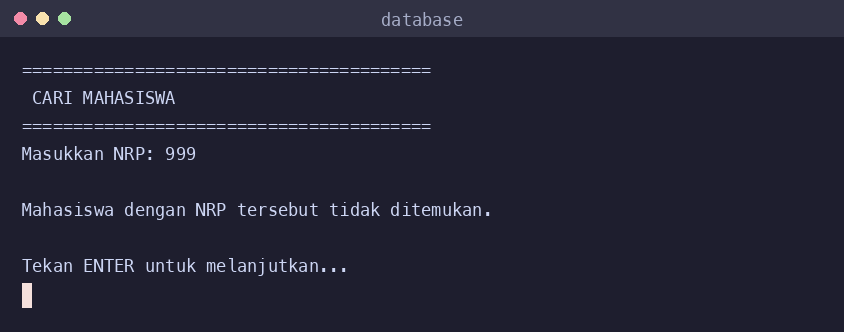 database
========================================
CARI MAHASISWA
========================================
Masukkan NRP: 999
Mahasiswa dengan NRP tersebut tidak ditemukan.
Tekan ENTER untuk melanjutkan...